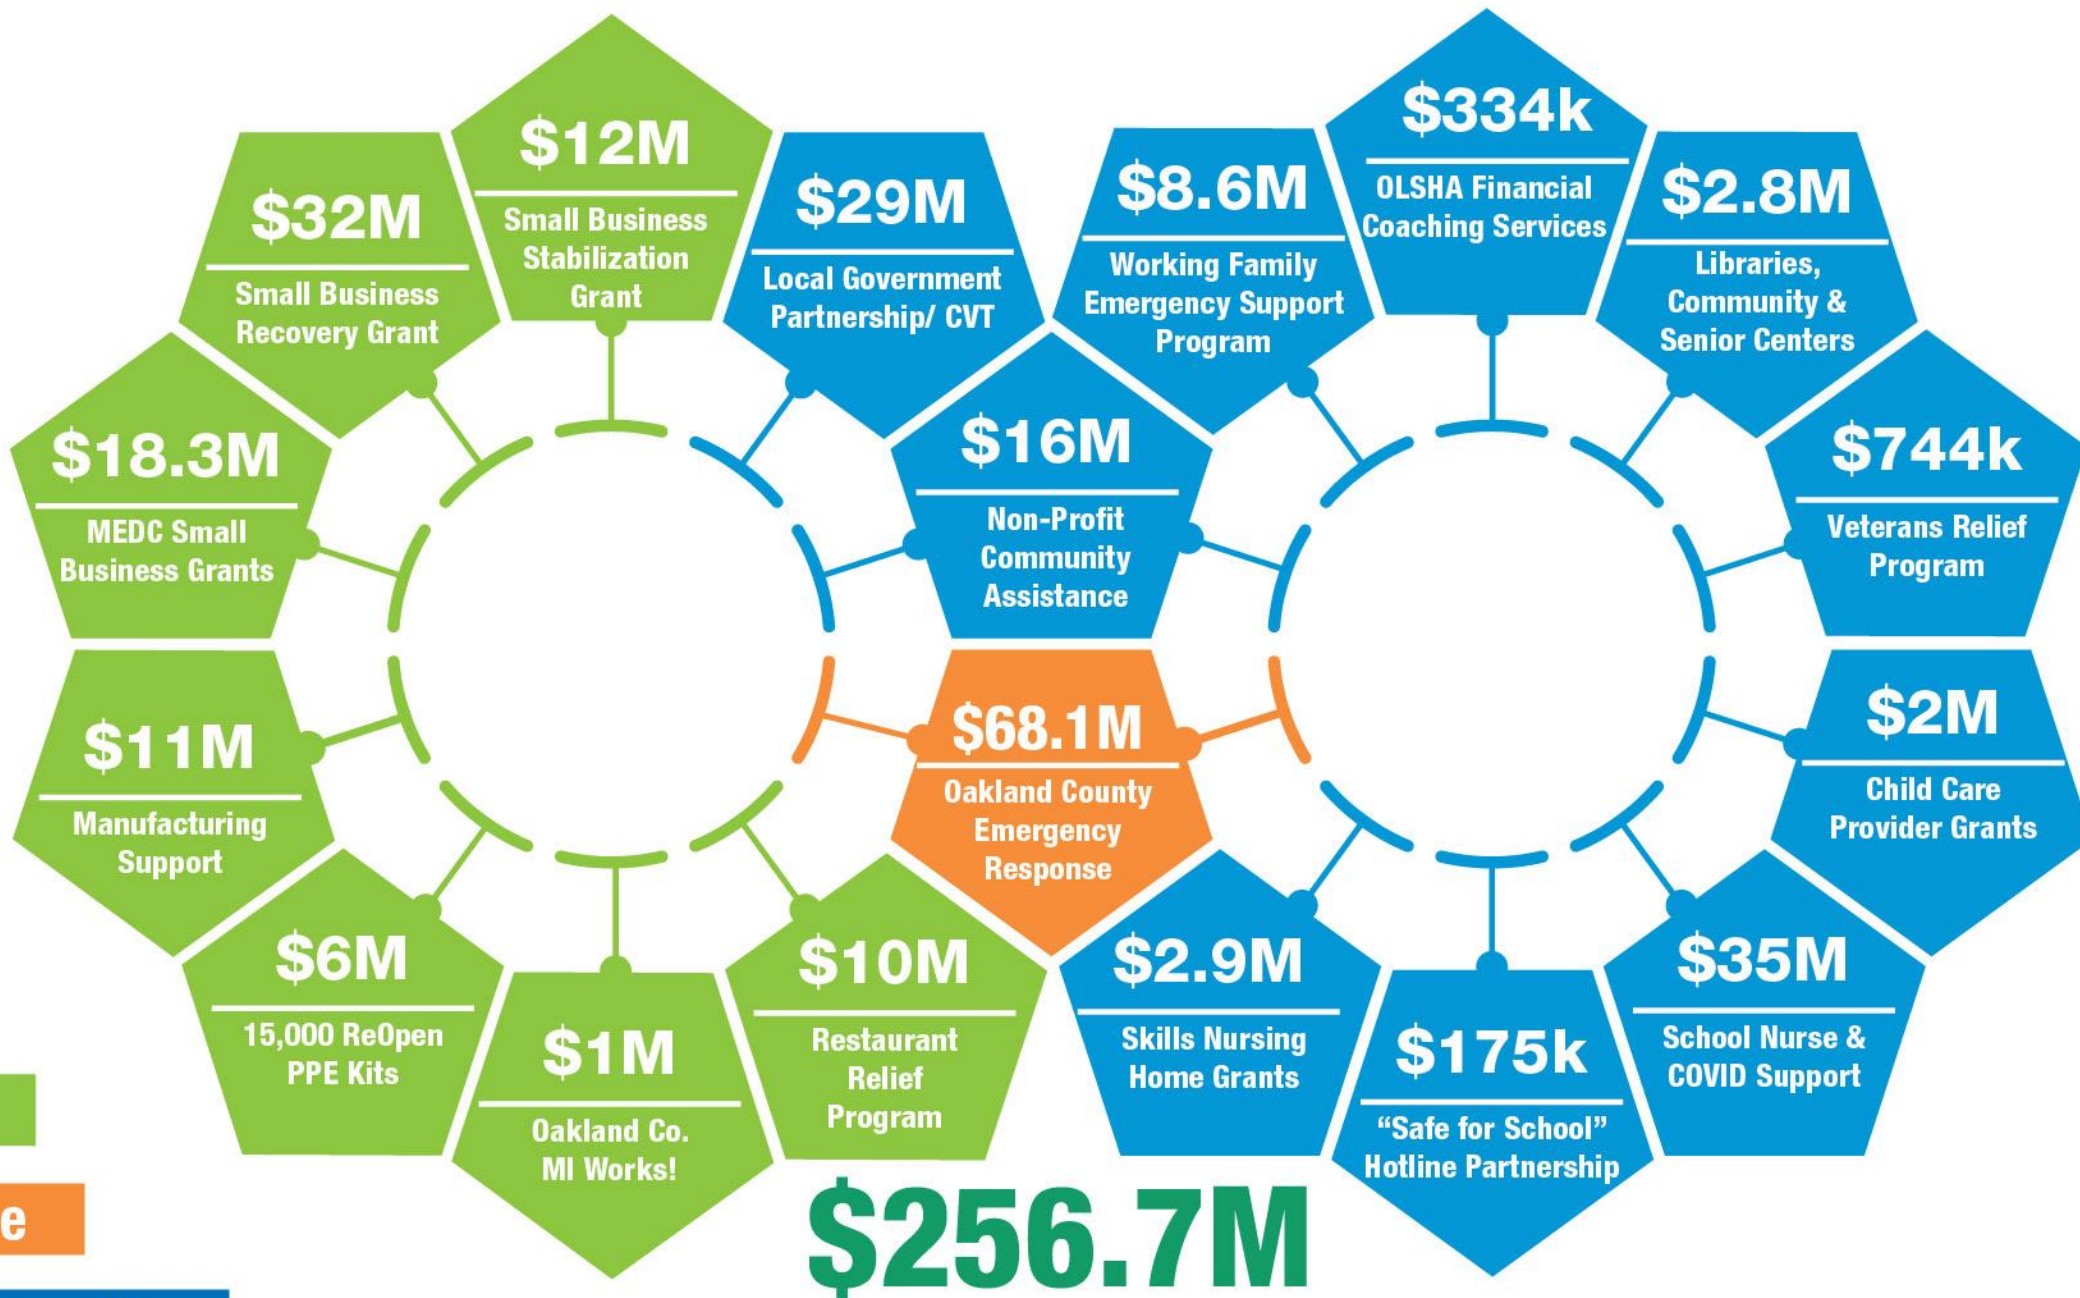 $12M
Small Business
Stabilization
Grant
$32M
Small Business
Recovery Grant
$29M
Local Government
Partnership/ CVT
$8.6M
Working Family
Emergency Support
Program
$334k
OLSHA Financial
Coaching Services
$2.8M
Libraries,
Community &
Senior Centers
$18.3M
MEDC Small
Business Grants
$16M
Non-Profit
Community
Assistance
$744k
Veterans Relief
Program
$11M
Manufacturing
Support
$68.1M
Oakland County
Emergency
Response
$2M
Child Care
Provider Grants
$6M
15,000 ReOpen
PPE Kits
$1M
Oakland Co.
MI Works!
$10M
Restaurant
Relief
Program
$2.9M
Skills Nursing
Home Grants
$175k
“Safe for School”
Hotline Partnership
$35M
School Nurse &
COVID Support
$256.7M